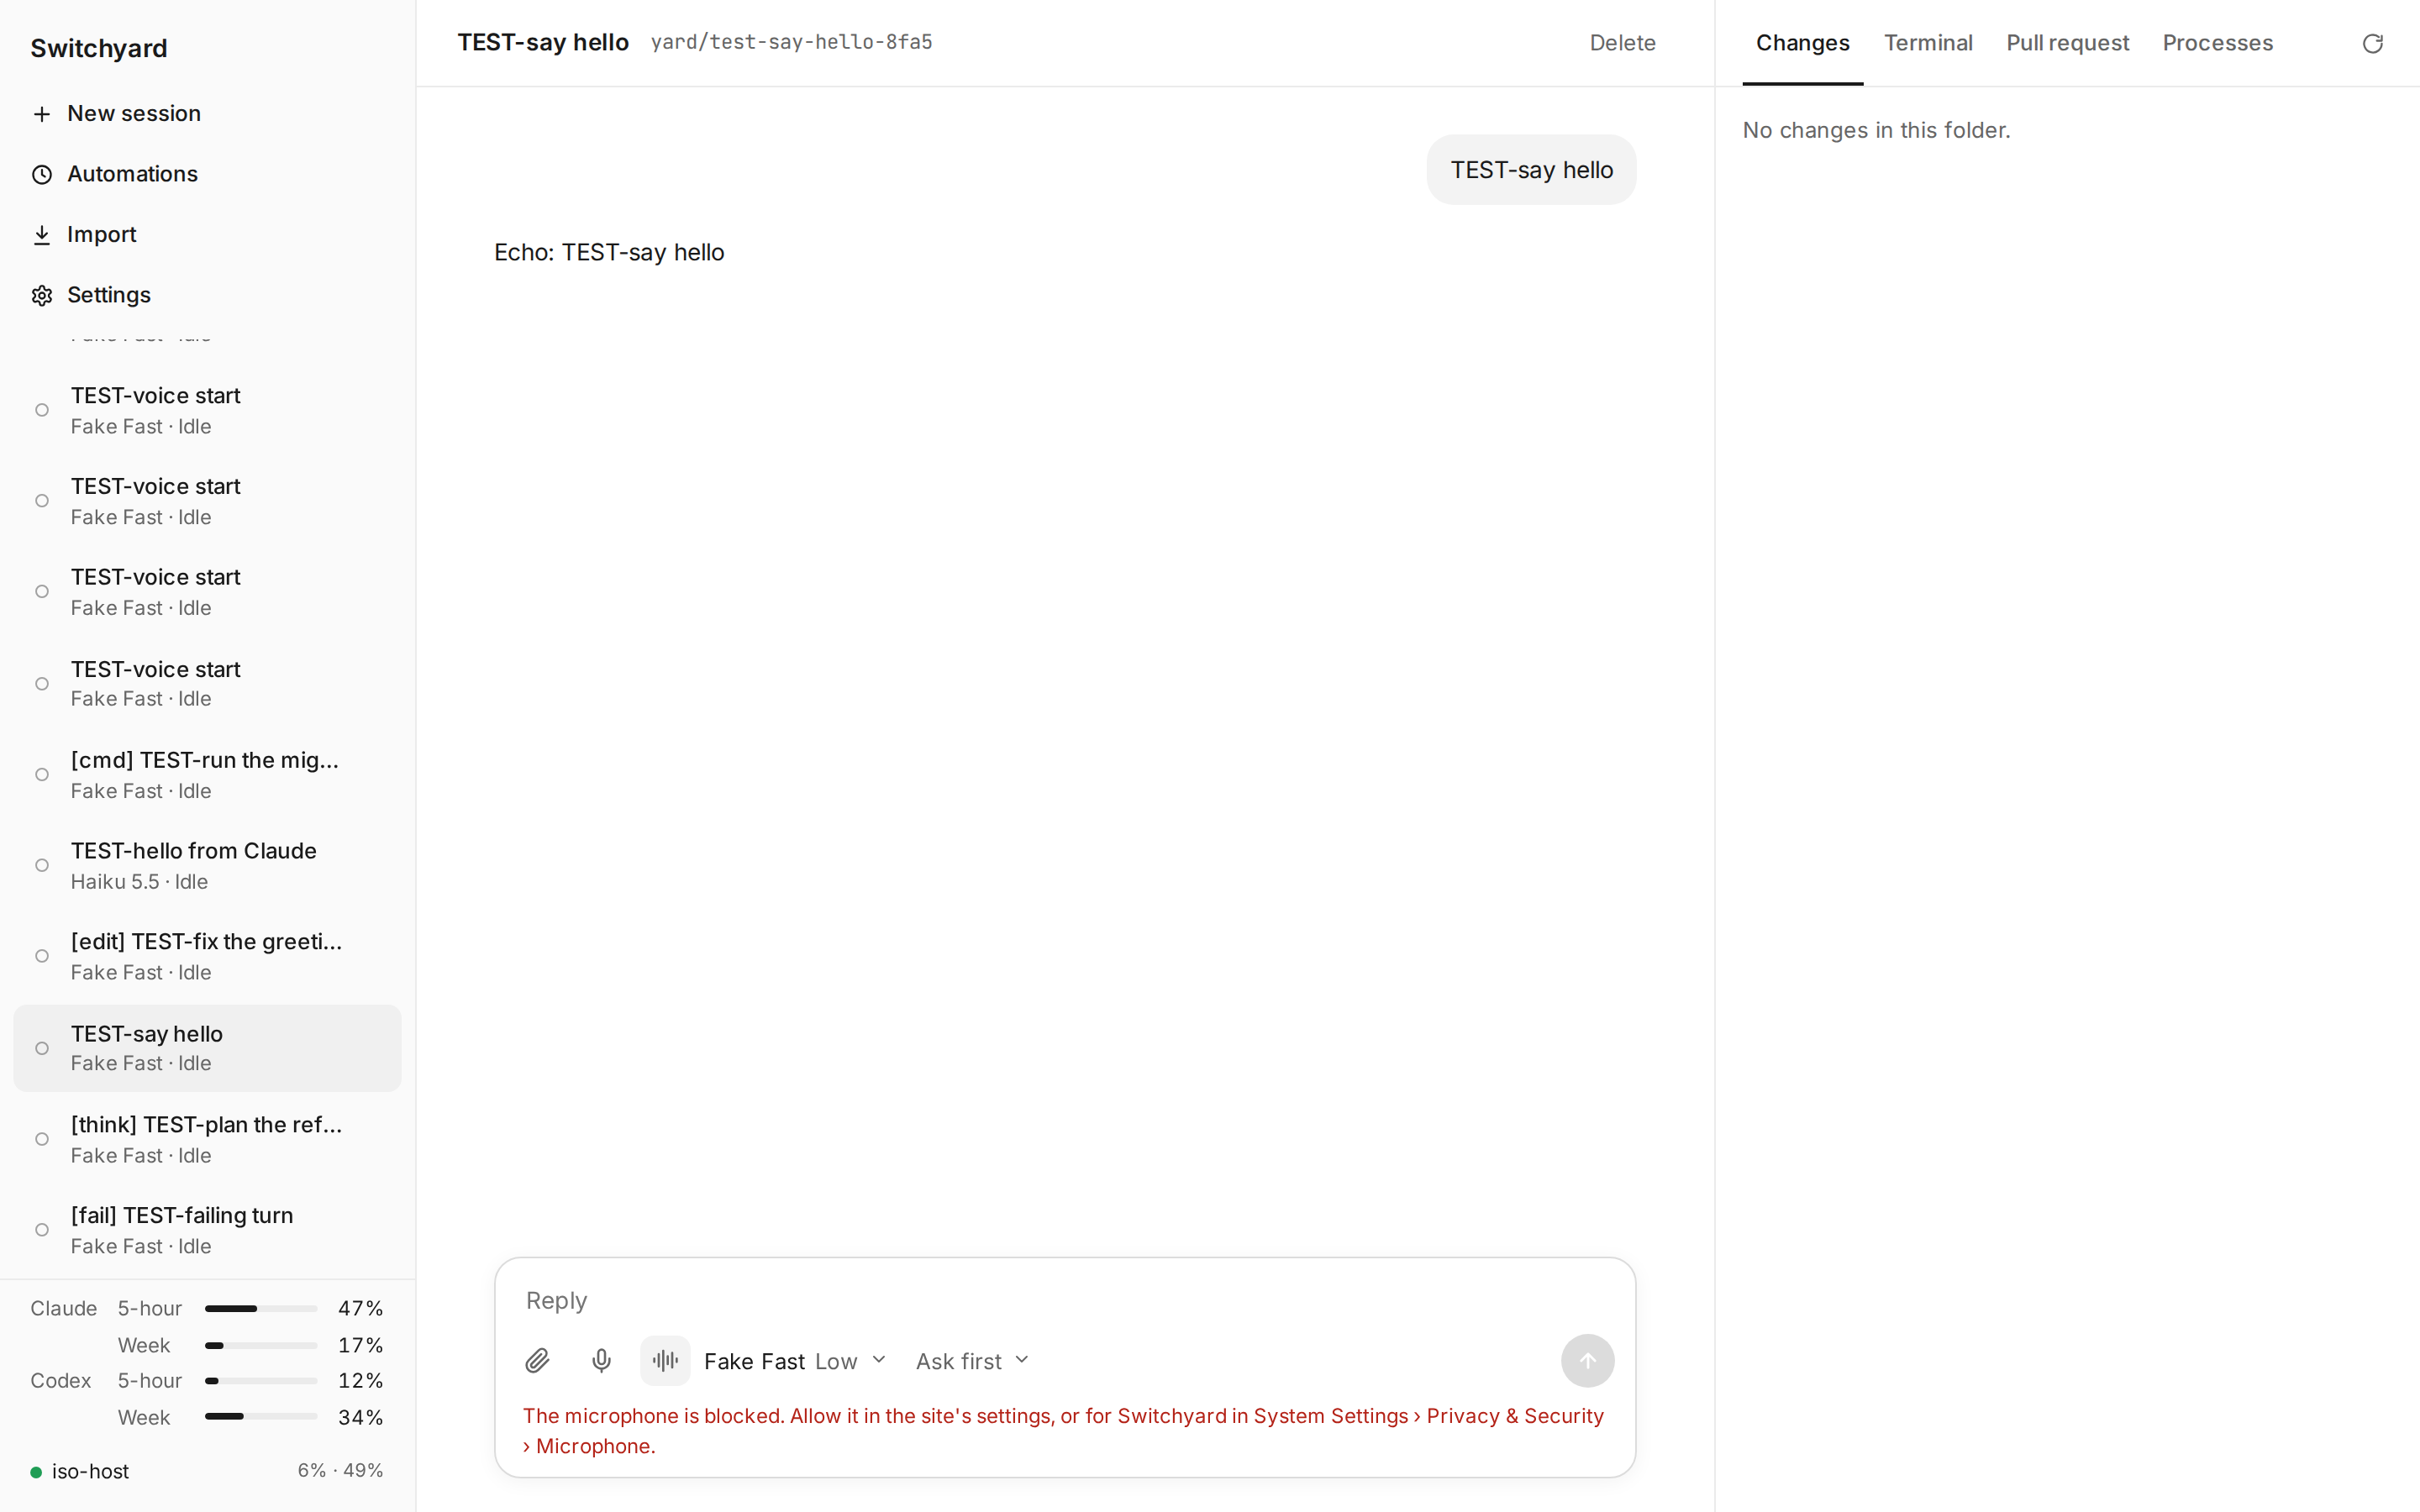 Switchyard
New session
Automations
Import
Settings
TEST-voice start
Fake Fast · Idle
TEST-voice start
Fake Fast · Idle
TEST-voice start
Fake Fast · Idle
TEST-voice start
Fake Fast · Idle
[cmd] TEST-run the mig...
Fake Fast · Idle
TEST-hello from Claude
Haiku 5.5 · Idle
[edit] TEST-fix the greeti...
Fake Fast · Idle
TEST-say hello
Fake Fast · Idle
[think] TEST-plan the ref...
Fake Fast · Idle
[fail] TEST-failing turn
Fake Fast · Idle
Claude 5-hour 47%
Week 17%
Codex 5-hour 12%
Week 34%
iso-host 6% · 49%
TEST-say hello yard/test-say-hello-8fa5 Delete
TEST-say hello
Echo: TEST-say hello
Reply
Fake Fast Low Ask first
The microphone is blocked. Allow it in the site's settings, or for Switchyard in System Settings › Privacy & Security
› Microphone.
Changes Terminal Pull request Processes
No changes in this folder.